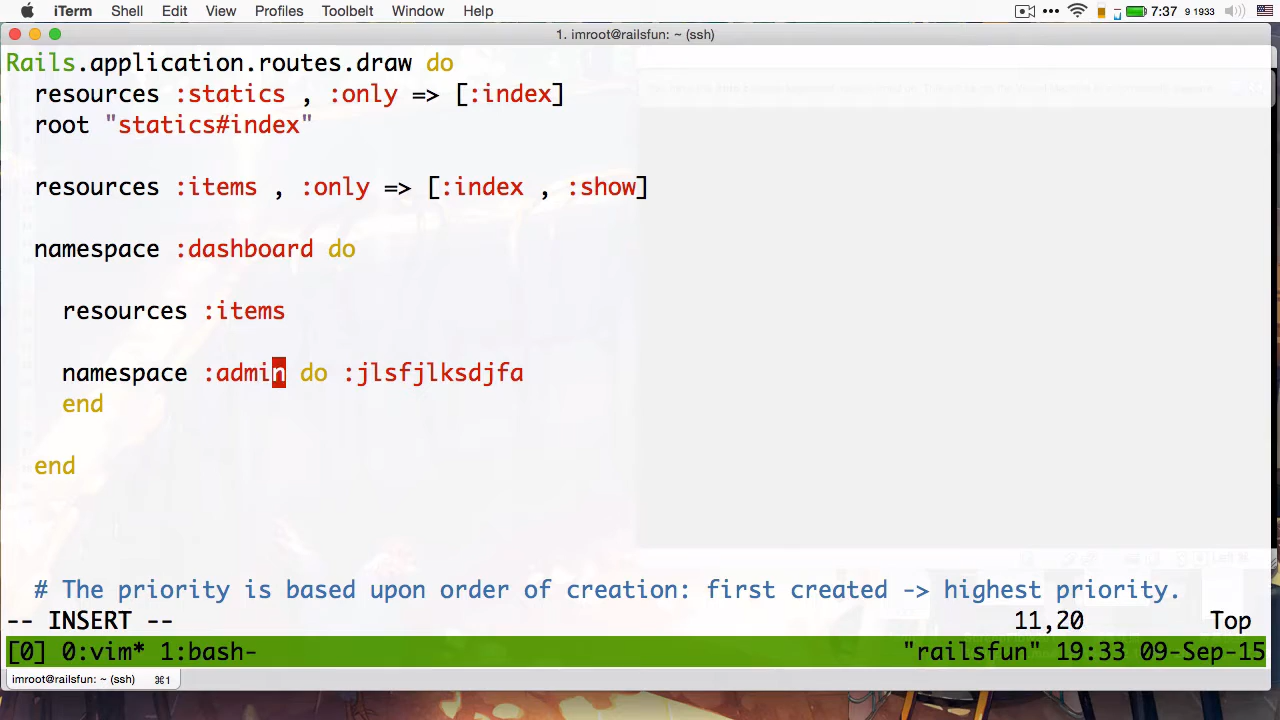 iTerm Shell Edit View Profiles Toolbelt Window Help 7:37 9 1933
1. imroot@railsfun: ~ (ssh)
Rails.application.routes.draw do
resources :statics , :only => [:index]
root "statics#index"
resources :items , :only => [:index , :show]
namespace :dashboard do
resources :items
namespace :admin do :jlsfjlksdjfa
end
end
# The priority is based upon order of creation: first created -> highest priority.
-- INSERT -- 11,20 Top
[0] 0:vim* 1:bash- "railsfun" 19:33 09-Sep-15
imroot@railsfun: ~ (ssh) ⌘1